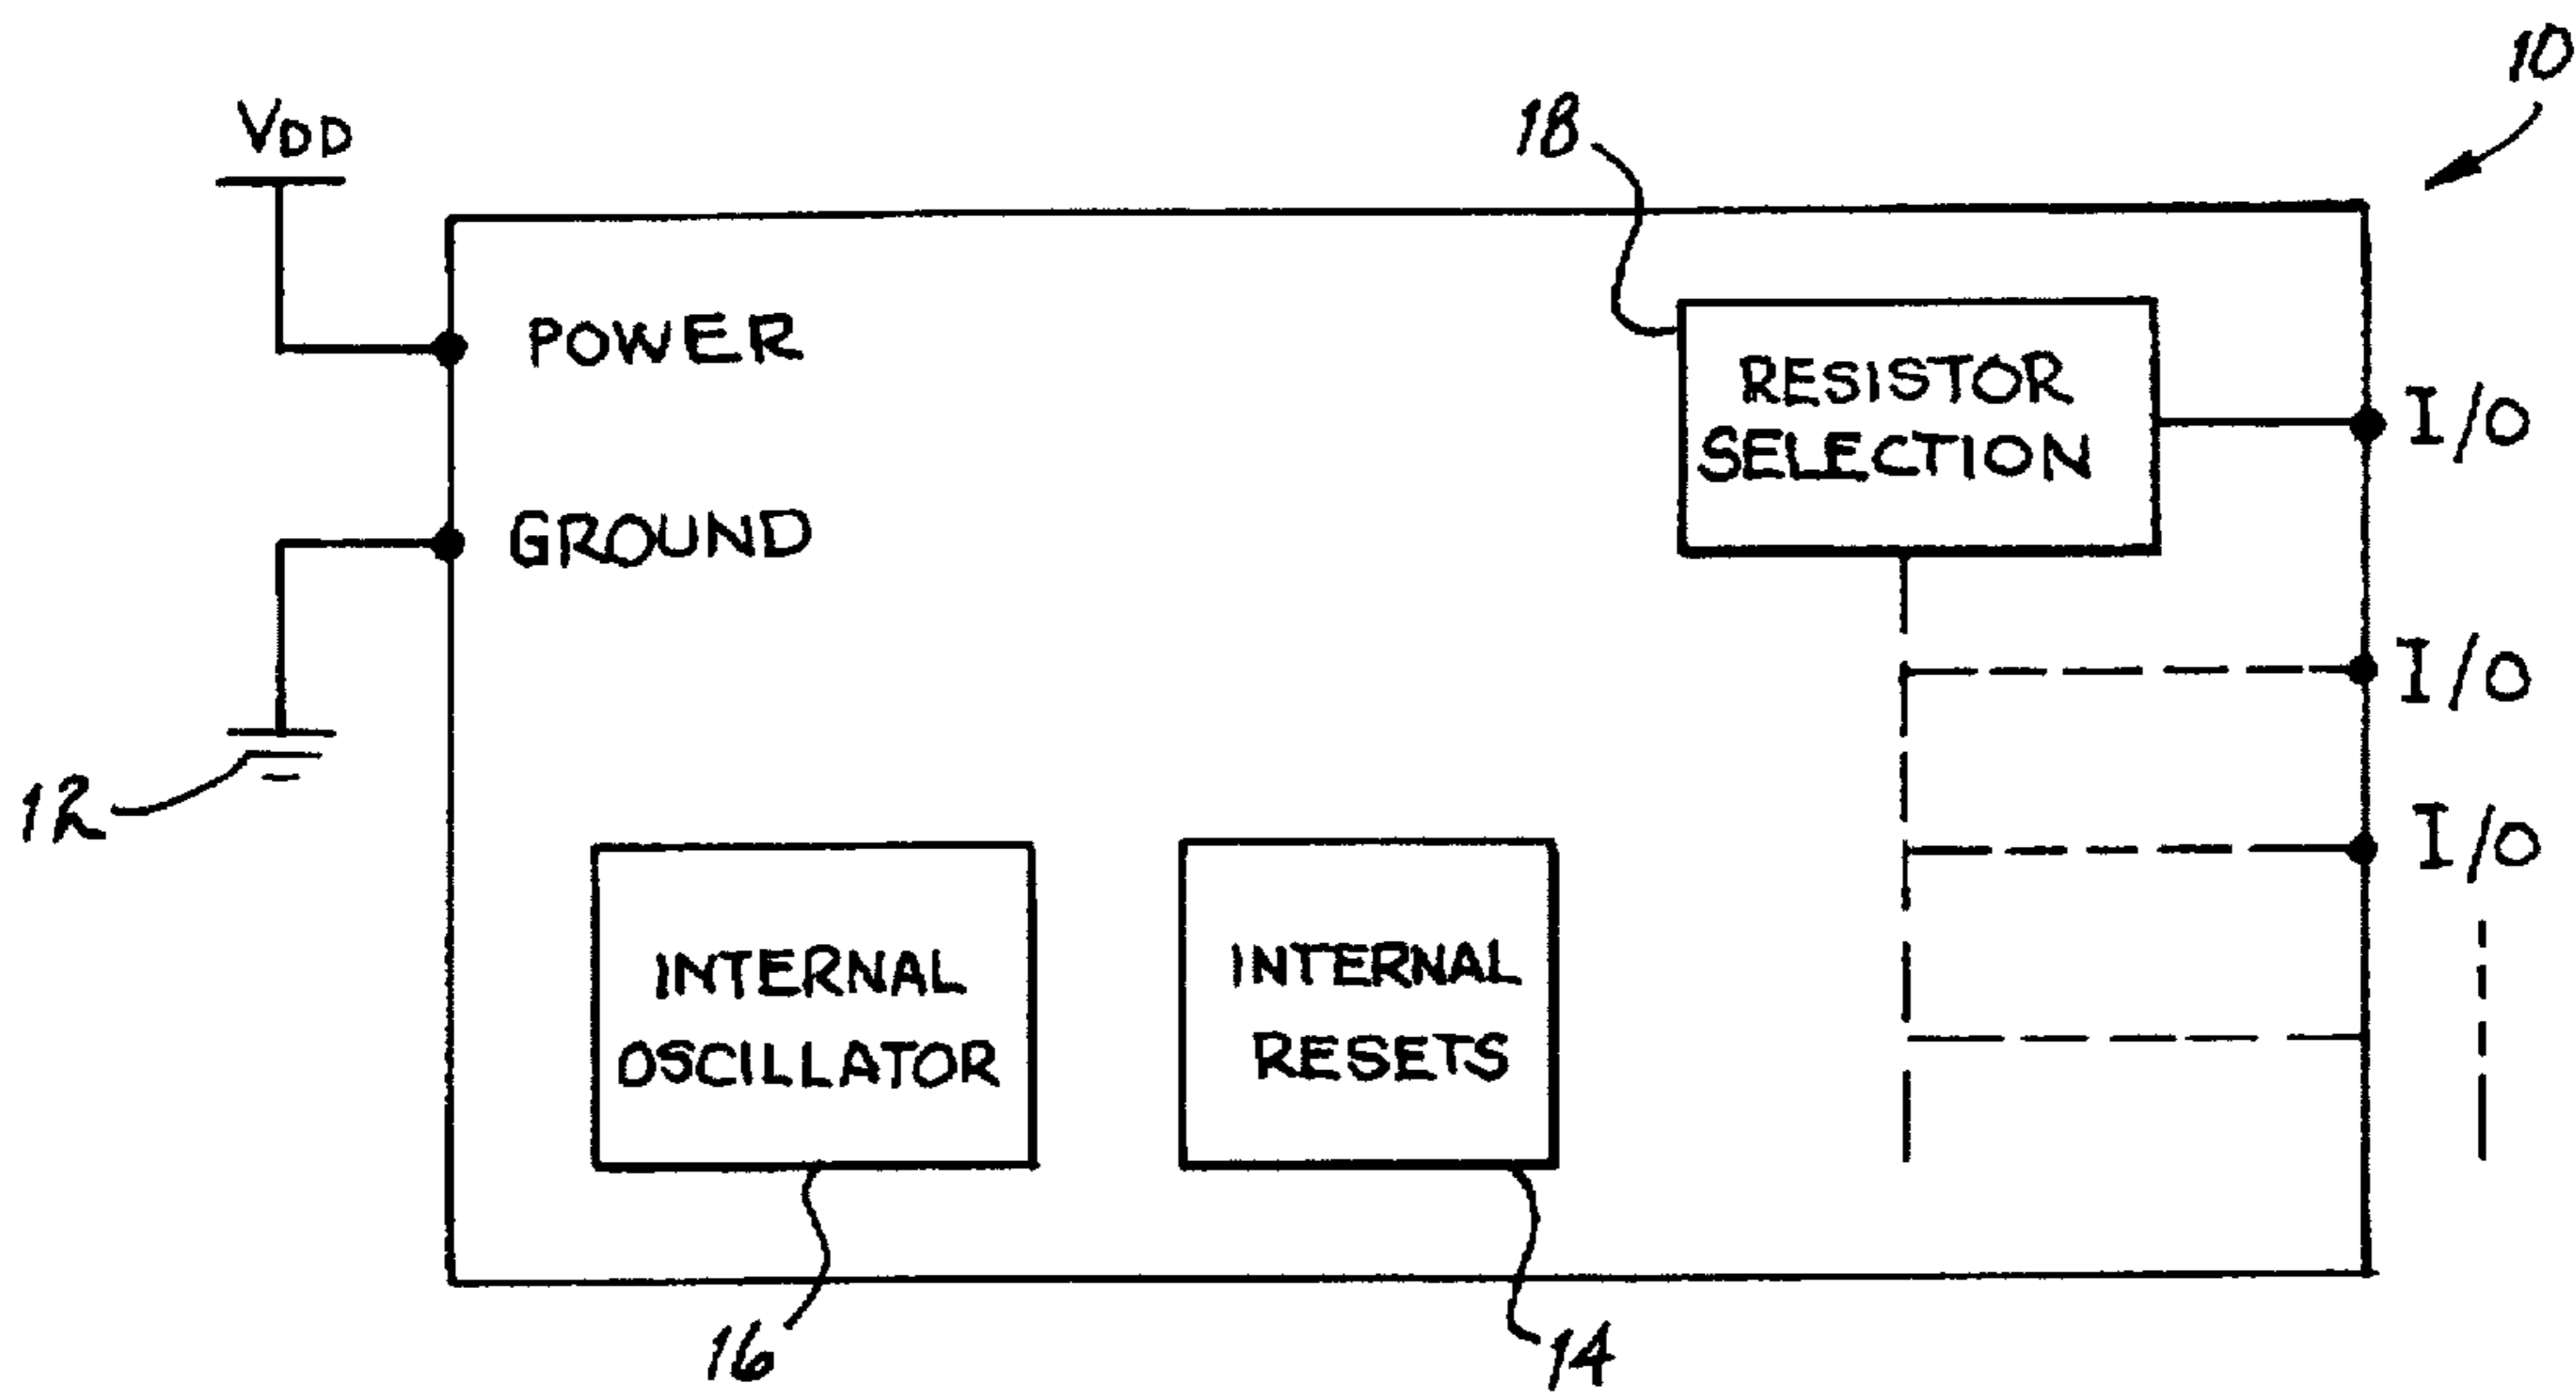 10
18
VDD
POWER
RESISTOR
SELECTION
I/O
GROUND
I/O
12
I/O
INTERNAL
OSCILLATOR
INTERNAL
RESETS
16
14